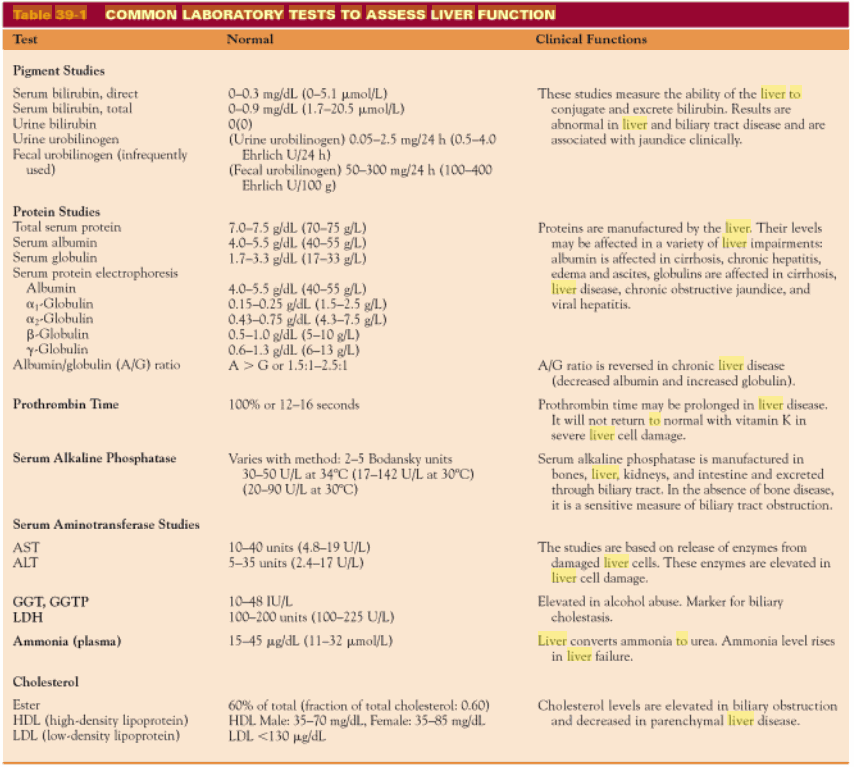 Table 39-1 COMMON LABORATORY TESTS TO ASSESS LIVER FUNCTION
Test Normal Clinical Functions
Pigment Studies
Serum bilirubin, direct 0–0.3 mg/dL (0–5.1 μmol/L) These studies measure the ability of the liver to
Serum bilirubin, total 0–0.9 mg/dL (1.7–20.5 μmol/L) conjugate and excrete bilirubin. Results are
Urine bilirubin 0(0) abnormal in liver and biliary tract disease and are
Urine urobilinogen (Urine urobilinogen) 0.05–2.5 mg/24 h (0.5–4.0 associated with jaundice clinically.
Fecal urobilinogen (infrequently Ehrlich U/24 h)
used) (Fecal urobilinogen) 50–300 mg/24 h (100–400
Ehrlich U/100 g)
Protein Studies
Total serum protein 7.0–7.5 g/dL (70–75 g/L) Proteins are manufactured by the liver. Their levels
Serum albumin 4.0–5.5 g/dL (40–55 g/L) may be affected in a variety of liver impairments:
Serum globulin 1.7–3.3 g/dL (17–33 g/L) albumin is affected in cirrhosis, chronic hepatitis,
Serum protein electrophoresis edema and ascites, globulins are affected in cirrhosis,
Albumin 4.0–5.5 g/dL (40–55 g/L) liver disease, chronic obstructive jaundice, and
α₁-Globulin 0.15–0.25 g/dL (1.5–2.5 g/L) viral hepatitis.
α₂-Globulin 0.43–0.75 g/dL (4.3–7.5 g/L)
β-Globulin 0.5–1.0 g/dL (5–10 g/L)
γ-Globulin 0.6–1.3 g/dL (6–13 g/L)
Albumin/globulin (A/G) ratio A > G or 1.5:1–2.5:1 A/G ratio is reversed in chronic liver disease
(decreased albumin and increased globulin).
Prothrombin Time 100% or 12–16 seconds Prothrombin time may be prolonged in liver disease.
It will not return to normal with vitamin K in
severe liver cell damage.
Serum Alkaline Phosphatase Varies with method: 2–5 Bodansky units Serum alkaline phosphatase is manufactured in
30–50 U/L at 34°C (17–142 U/L at 30°C) bones, liver, kidneys, and intestine and excreted
(20–90 U/L at 30°C) through biliary tract. In the absence of bone disease,
it is a sensitive measure of biliary tract obstruction.
Serum Aminotransferase Studies
AST 10–40 units (4.8–19 U/L) The studies are based on release of enzymes from
ALT 5–35 units (2.4–17 U/L) damaged liver cells. These enzymes are elevated in
liver cell damage.
GGT, GGTP 10–48 IU/L Elevated in alcohol abuse. Marker for biliary
LDH 100–200 units (100–225 U/L) cholestasis.
Ammonia (plasma) 15–45 μg/dL (11–32 μmol/L) Liver converts ammonia to urea. Ammonia level rises
in liver failure.
Cholesterol
Ester 60% of total (fraction of total cholesterol: 0.60) Cholesterol levels are elevated in biliary obstruction
HDL (high-density lipoprotein) HDL Male: 35–70 mg/dL, Female: 35–85 mg/dL and decreased in parenchymal liver disease.
LDL (low-density lipoprotein) LDL <130 μg/dL